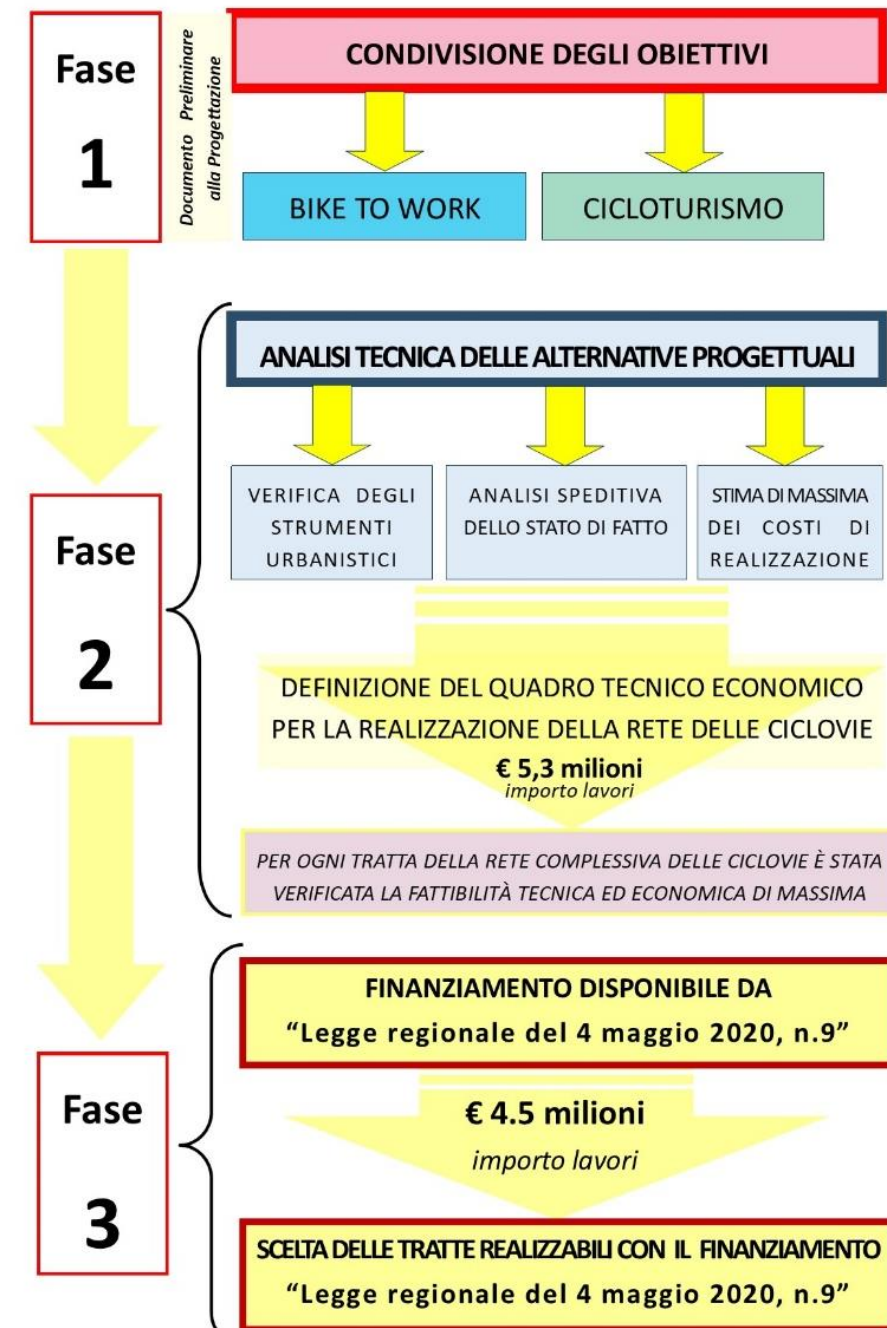 Fase
1
Documento Preliminare
alla Progettazione
CONDIVISIONE DEGLI OBIETTIVI
BIKE TO WORK
CICLOTURISMO
Fase
2
ANALISI TECNICA DELLE ALTERNATIVE PROGETTUALI
VERIFICA DEGLI
STRUMENTI
URBANISTICI
ANALISI SPEDITIVA
DELLO STATO DI FATTO
STIMA DI MASSIMA
DEI COSTI DI
REALIZZAZIONE
DEFINIZIONE DEL QUADRO TECNICO ECONOMICO
PER LA REALIZZAZIONE DELLA RETE DELLE CICLOVIE
€ 5,3 milioni
importo lavori
PER OGNI TRATTA DELLA RETE COMPLESSIVA DELLE CICLOVIE È STATA
VERIFICATA LA FATTIBILITÀ TECNICA ED ECONOMICA DI MASSIMA
Fase
3
FINANZIAMENTO DISPONIBILE DA
“Legge regionale del 4 maggio 2020, n.9”
€ 4.5 milioni
importo lavori
SCELTA DELLE TRATTE REALIZZABILI CON IL FINANZIAMENTO
“Legge regionale del 4 maggio 2020, n.9”